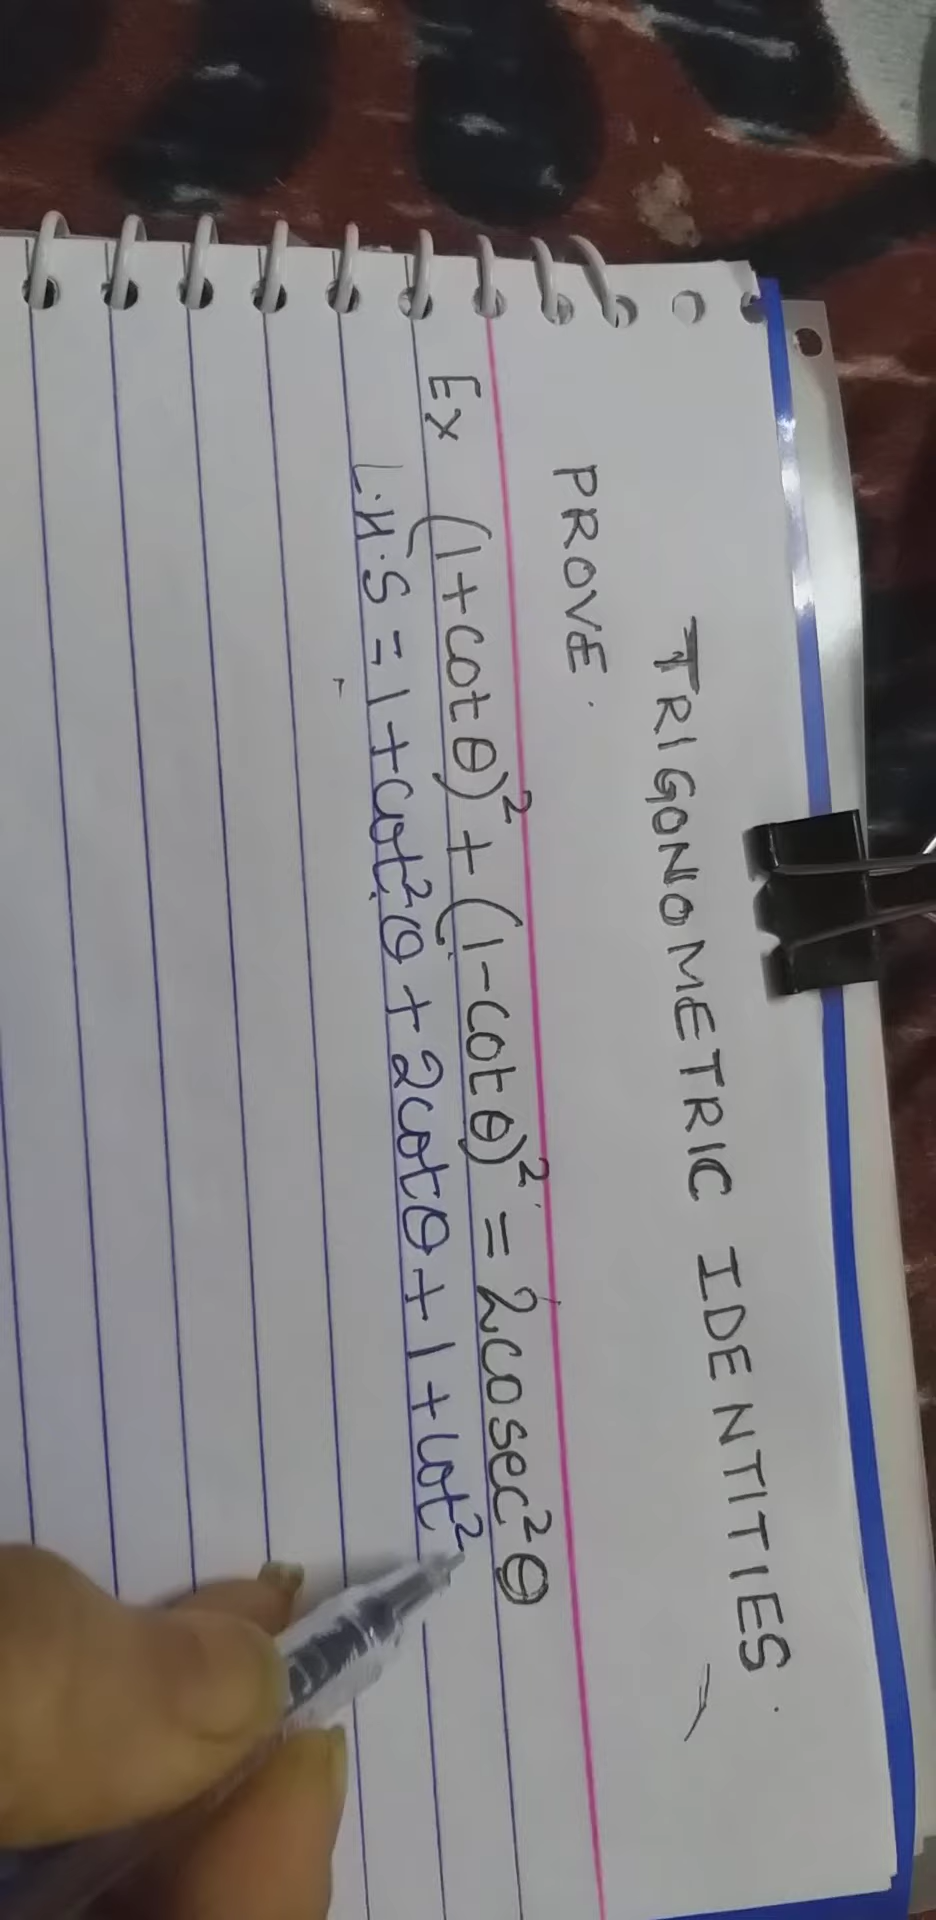 TRIGONOMETRIC IDENTITIES.
PROVE.
Ex (1+cotθ)² + (1-cotθ)² = 2cosec²θ
L.H.S = 1+cot²θ + 2cotθ + 1 + cot²